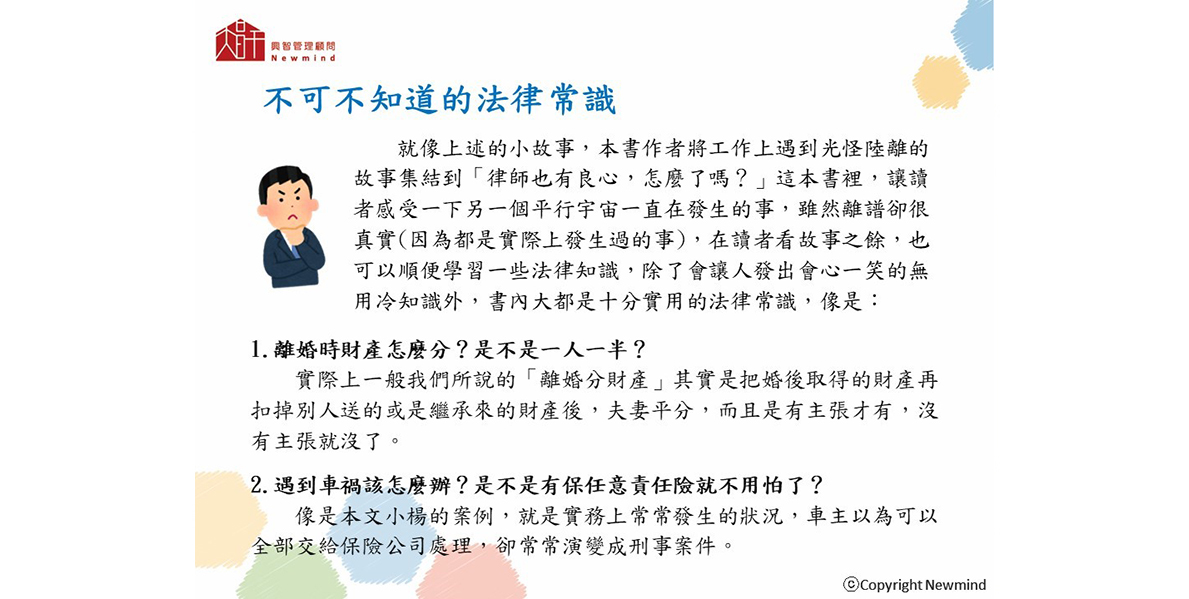 興智管理顧問
Newmind
不可不知道的法律常識
就像上述的小故事，本書作者將工作上遇到光怪陸離的
故事集結到「律師也有良心，怎麼了嗎？」這本書裡，讓讀
者感受一下另一個平行宇宙一直在發生的事，雖然離譜卻很
真實(因為都是實際上發生過的事)，在讀者看故事之餘，也
可以順便學習一些法律知識，除了會讓人發出會心一笑的無
用冷知識外，書內大都是十分實用的法律常識，像是：
1.離婚時財產怎麼分？是不是一人一半？
實際上一般我們所說的「離婚分財產」其實是把婚後取得的財產再
扣掉別人送的或是繼承來的財產後，夫妻平分，而且是有主張才有，沒
有主張就沒了。
2.遇到車禍該怎麼辦？是不是有保任意責任險就不用怕了？
像是本文小楊的案例，就是實務上常常發生的狀況，車主以為可以
全部交給保險公司處理，卻常常演變成刑事案件。
ⓒCopyright Newmind